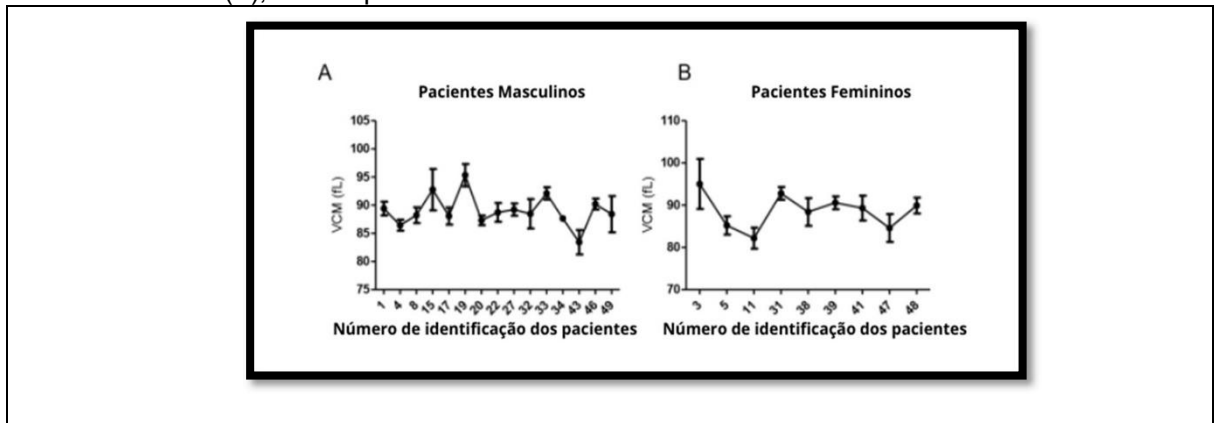 A
Pacientes Masculinos
105
100
95
90
85
80
75
VCM (fL)
1 4 8 15 17 19 20 22 27 32 33 34 43 46 49
Número de identificação dos pacientes
B
Pacientes Femininos
110
100
90
80
70
VCM (fL)
3 5 11 31 38 39 41 47 48
Número de identificação dos pacientes